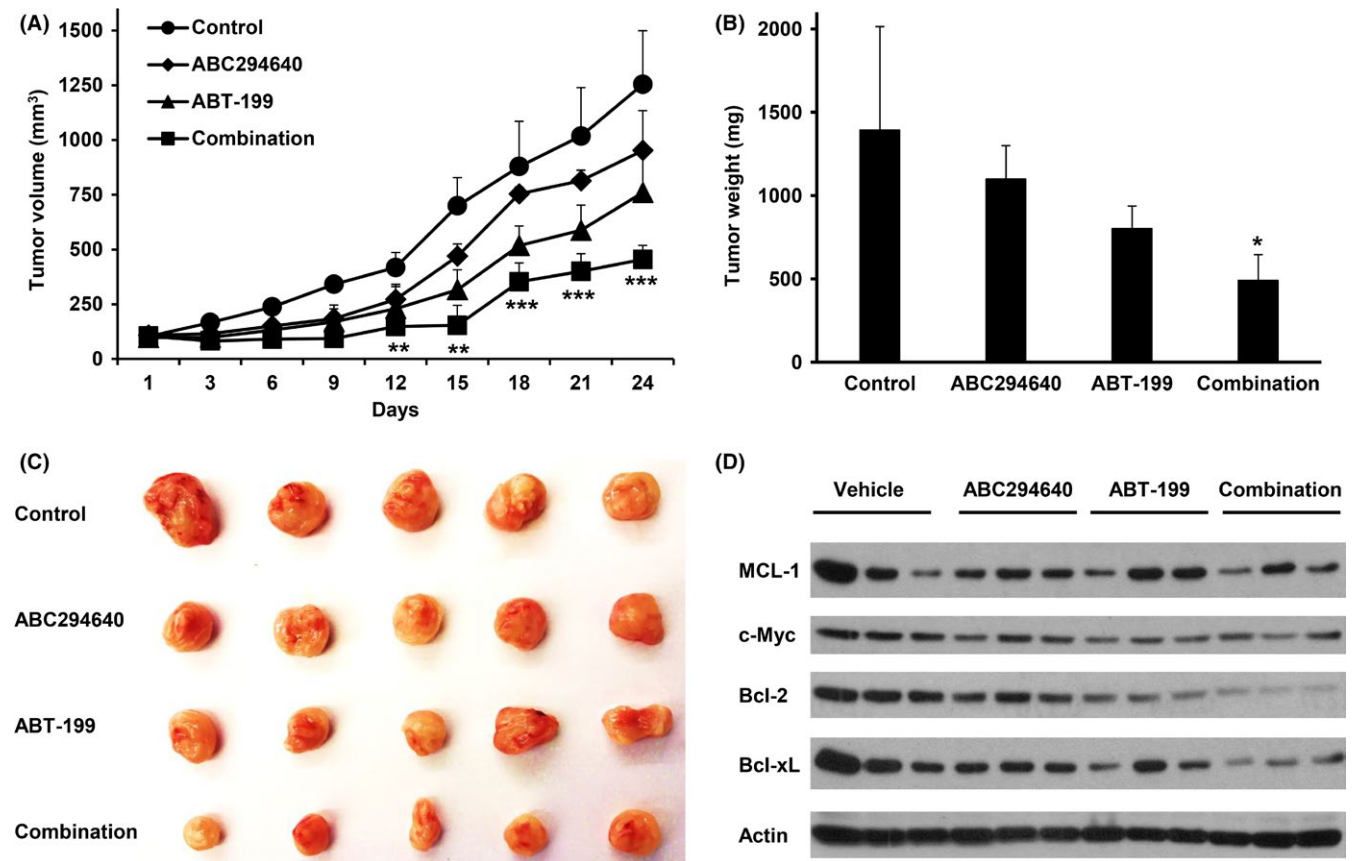 (A)
Control
ABC294640
ABT-199
Combination
Tumor volume (mm³)
1500
1250
1000
750
500
250
0
** ** *** *** ***
1 3 6 9 12 15 18 21 24
Days
(B)
Tumor weight (mg)
2000
1500
1000
500
0
*
Control ABC294640 ABT-199 Combination
(C)
Control
ABC294640
ABT-199
Combination
(D)
Vehicle ABC294640 ABT-199 Combination
MCL-1
c-Myc
Bcl-2
Bcl-xL
Actin